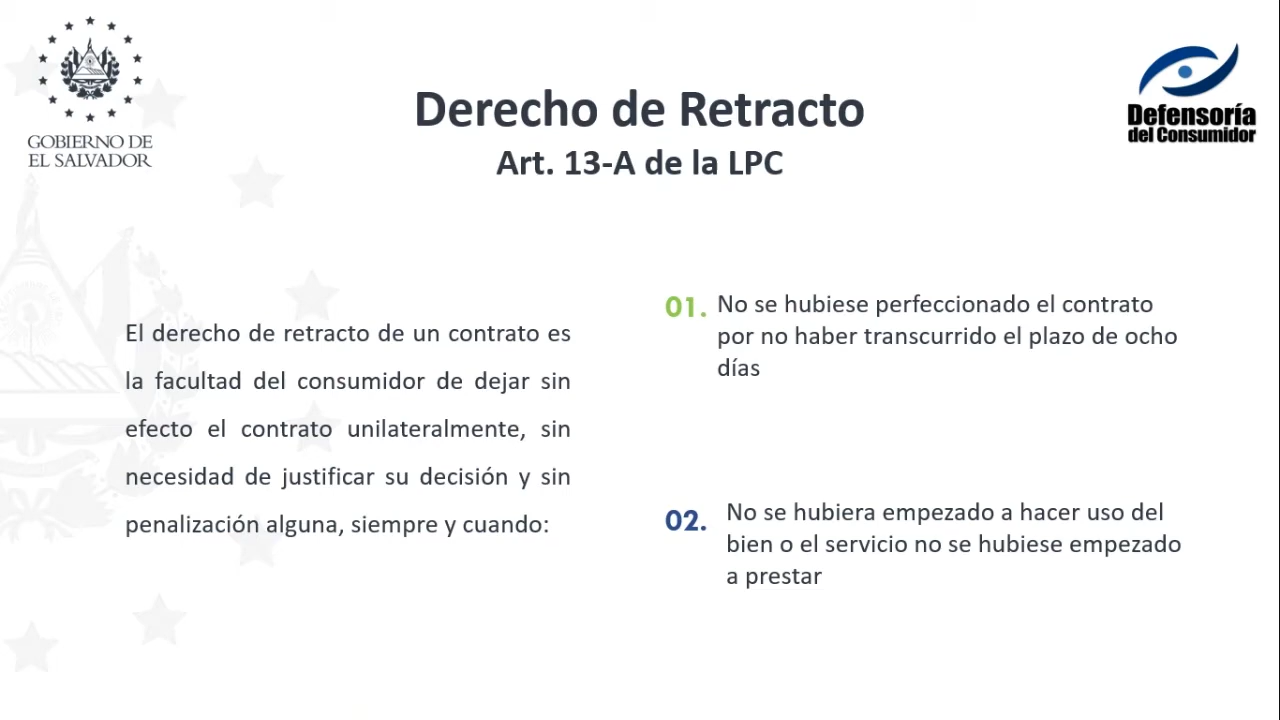 GOBIERNO DE
EL SALVADOR
Defensoría
del Consumidor
Derecho de Retracto
Art. 13-A de la LPC
El derecho de retracto de un contrato es
la facultad del consumidor de dejar sin
efecto el contrato unilateralmente, sin
necesidad de justificar su decisión y sin
penalización alguna, siempre y cuando:
01. No se hubiese perfeccionado el contrato
por no haber transcurrido el plazo de ocho
días
02. No se hubiera empezado a hacer uso del
bien o el servicio no se hubiese empezado
a prestar